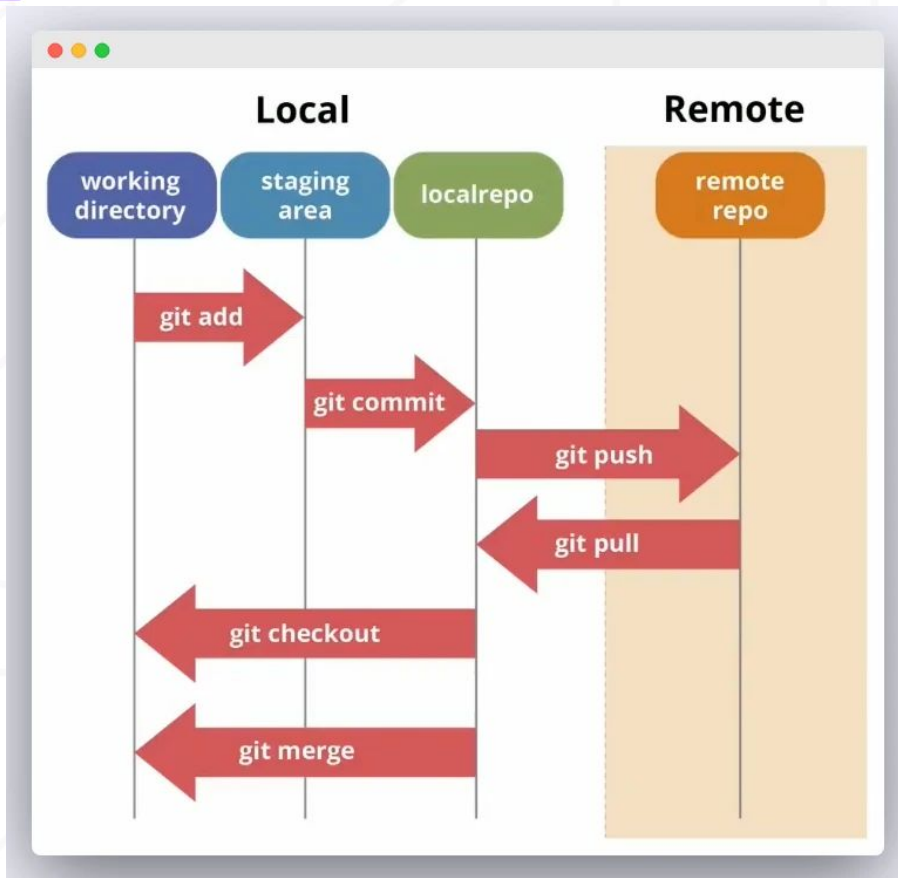 Local
Remote
working
directory
staging
area
localrepo
remote
repo
git add
git commit
git push
git pull
git checkout
git merge